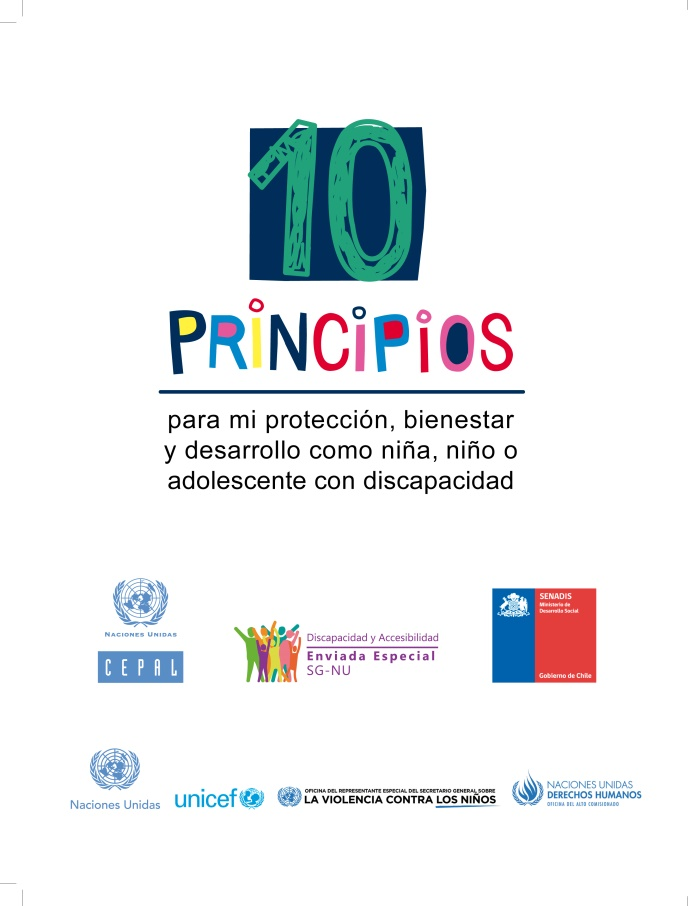 10
PRINCIPIOS
para mi protección, bienestar
y desarrollo como niña, niño o
adolescente con discapacidad
NACIONES UNIDAS
CEPAL
Discapacidad y Accesibilidad
Enviada Especial
SG-NU
SENADIS
Ministerio de
Desarrollo Social
Gobierno de Chile
Naciones Unidas
unicef
OFICINA DEL REPRESENTANTE ESPECIAL DEL SECRETARIO GENERAL SOBRE
LA VIOLENCIA CONTRA LOS NIÑOS
NACIONES UNIDAS
DERECHOS HUMANOS
OFICINA DEL ALTO COMISIONADO